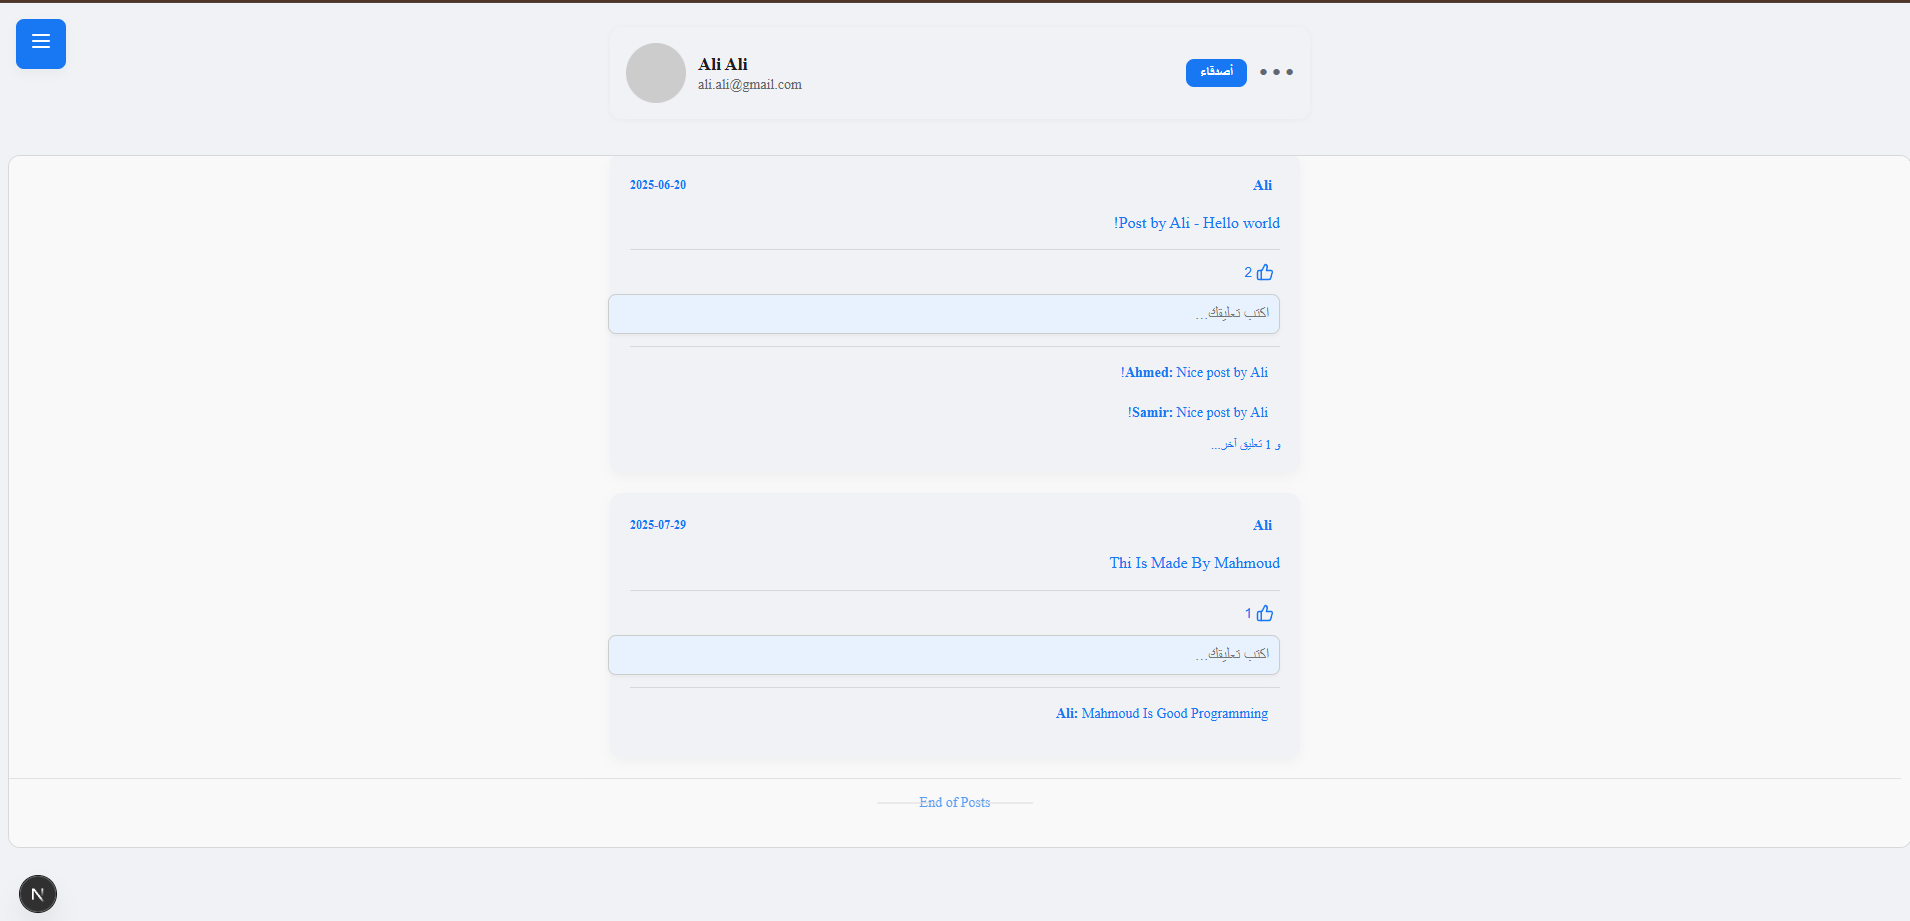 Ali Ali
ali.ali@gmail.com
أصدقاء
Ali
2025-06-20
!Post by Ali - Hello world
2
اكتب تعليقك...
!Ahmed: Nice post by Ali
!Samir: Nice post by Ali
و 1 تعليق آخر...
Ali
2025-07-29
Thi Is Made By Mahmoud
1
اكتب تعليقك...
Ali: Mahmoud Is Good Programming
End of Posts
N